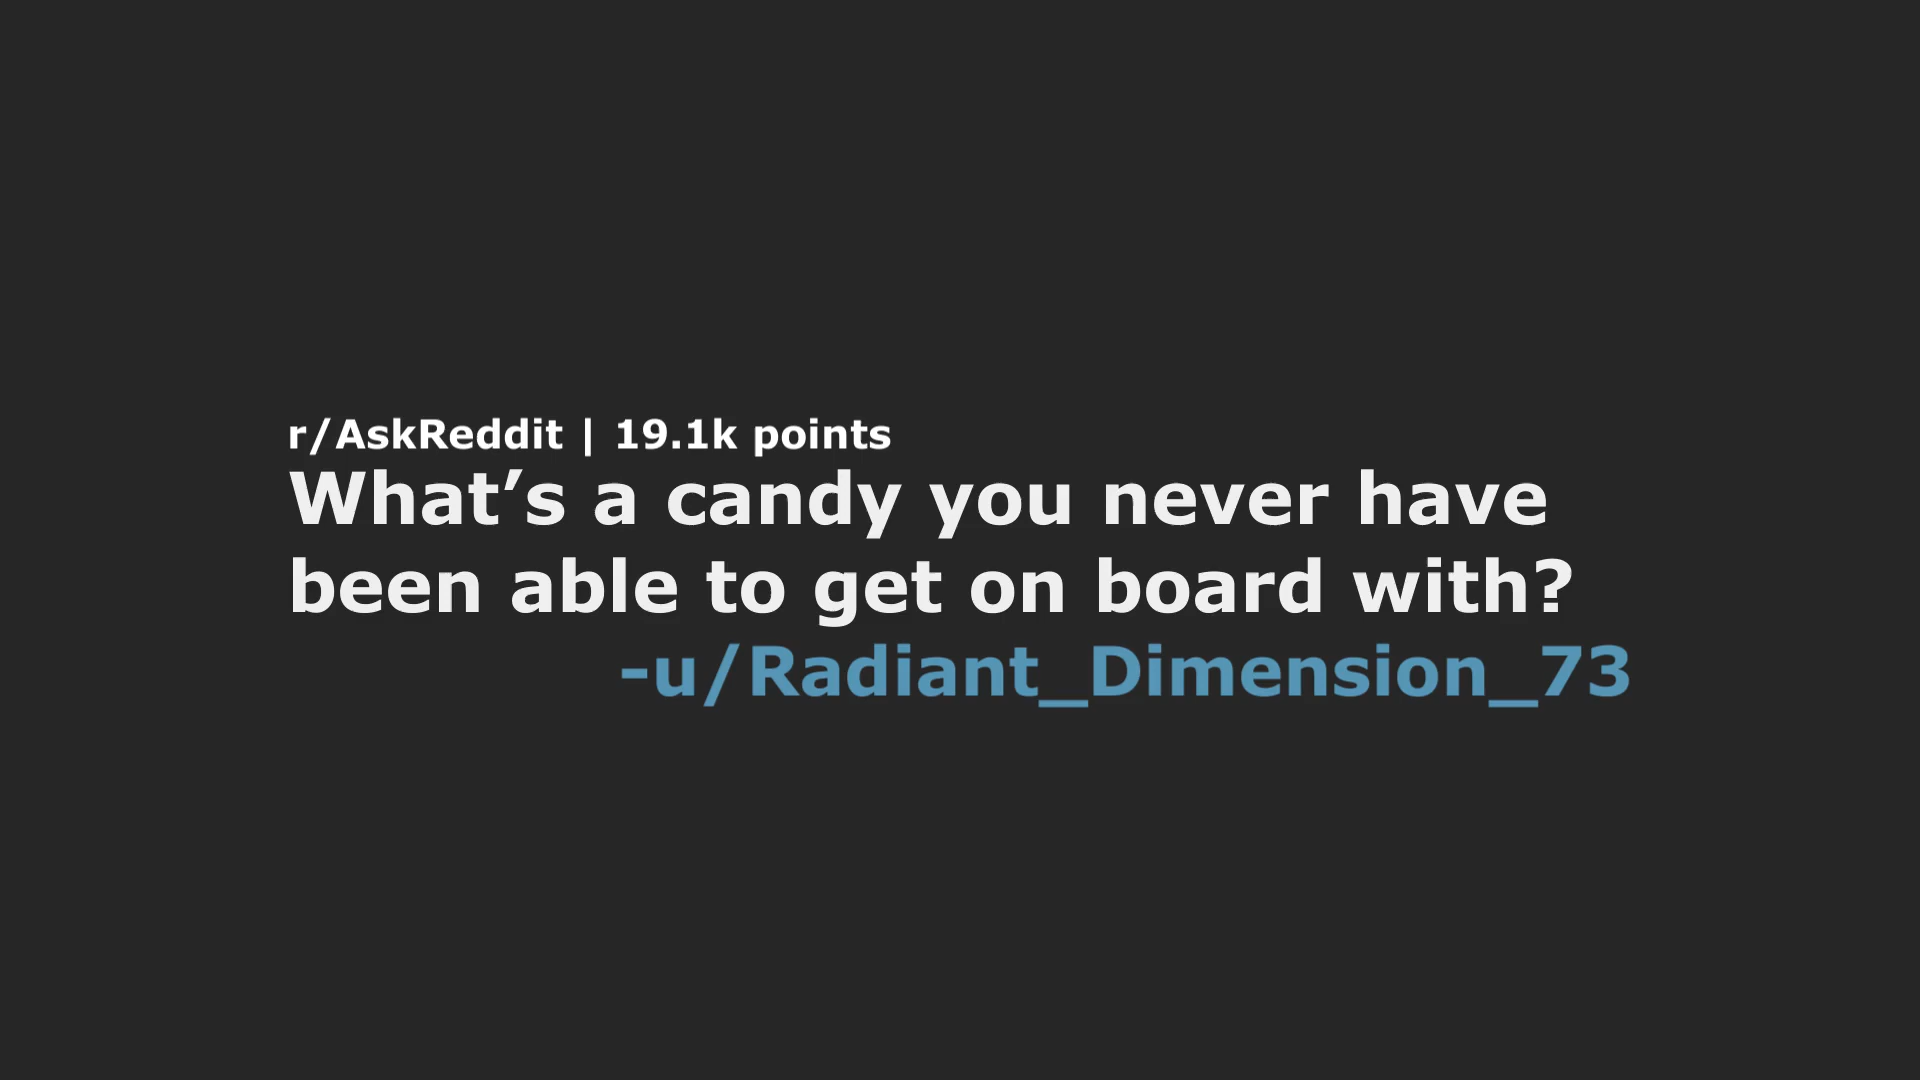 r/AskReddit | 19.1k points
What’s a candy you never have
been able to get on board with?
-u/Radiant_Dimension_73